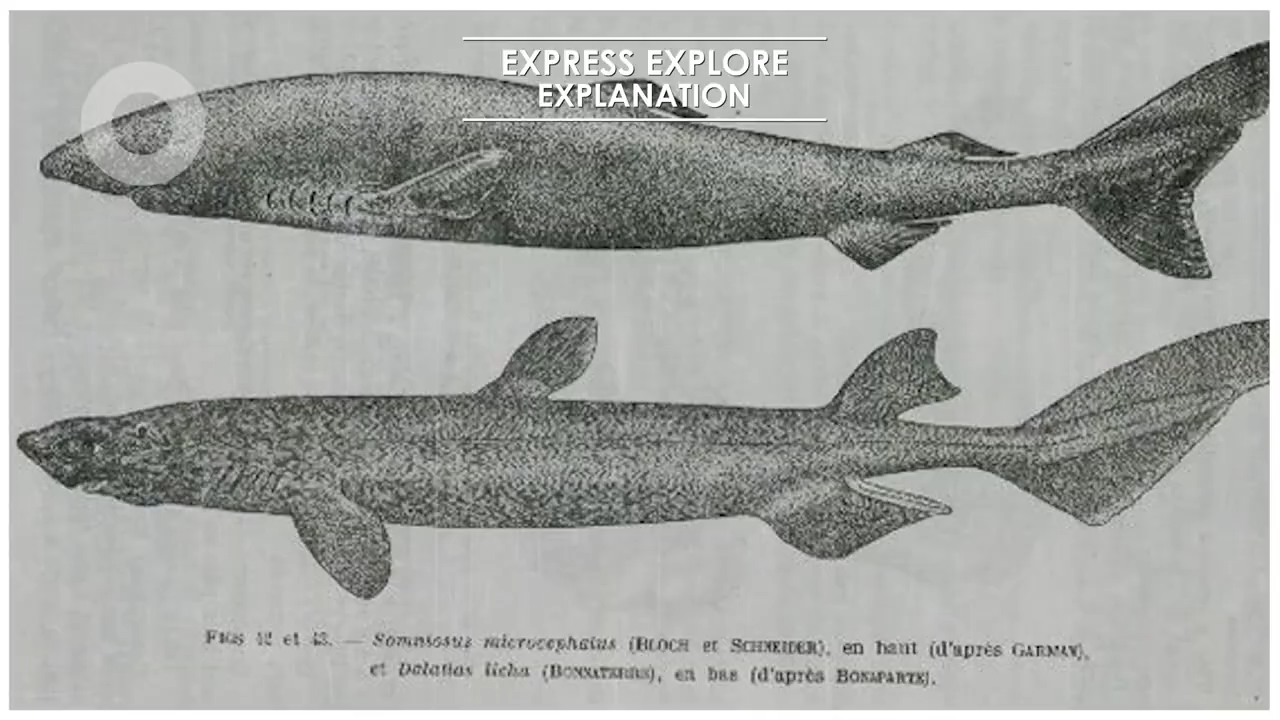 EXPRESS EXPLORE
EXPLANATION
FIGS 42 et 43. — Somniosus microcephalus (BLOCH et SCHNEIDER), en haut (d'après GARMAN),
et Dalatias licha (BONNATERRE), en bas (d'après BONAPARTE).